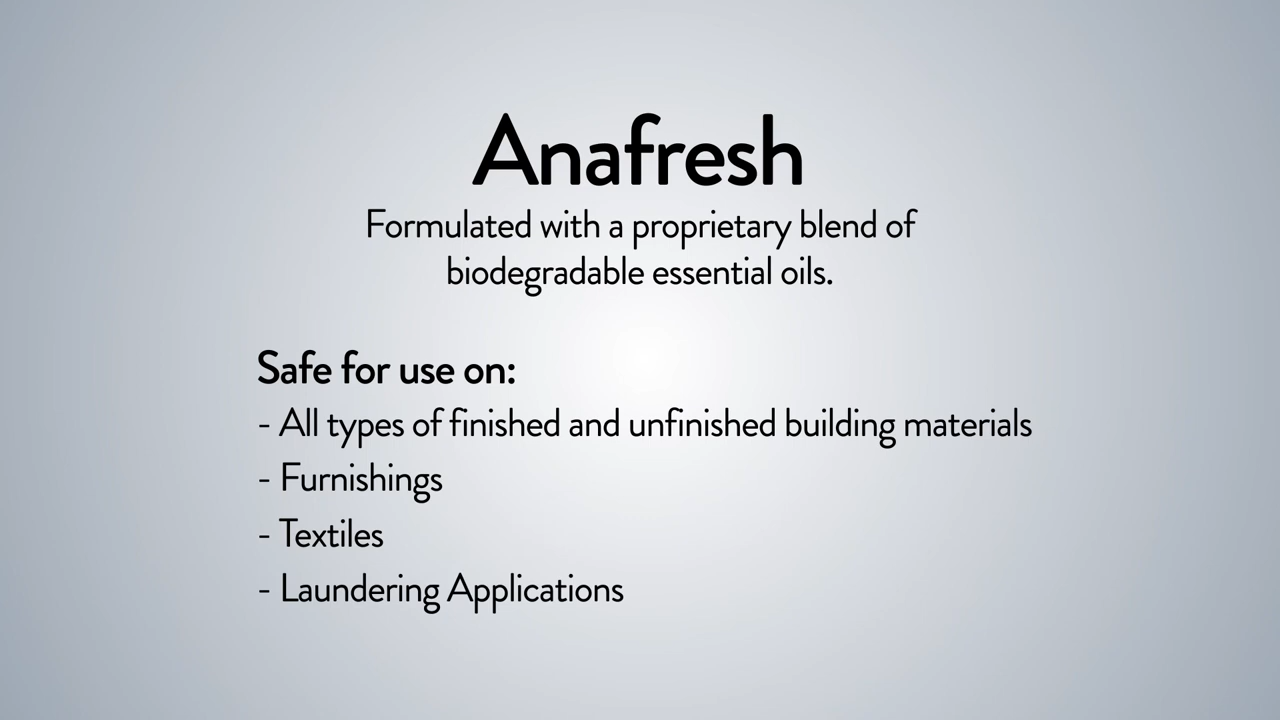 Anafresh
Formulated with a proprietary blend of
biodegradable essential oils.
Safe for use on:
- All types of finished and unfinished building materials
- Furnishings
- Textiles
- Laundering Applications